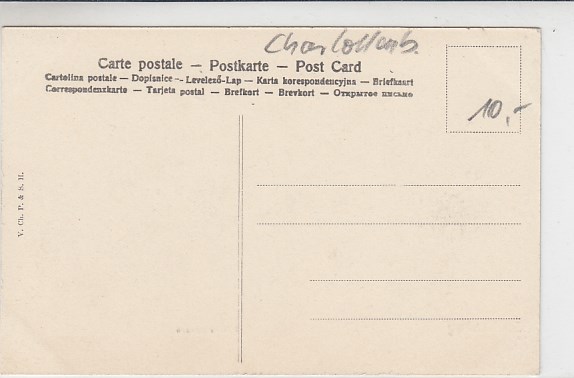 Charlottenb.
Carte postale — Postkarte — Post Card
Cartolina postale — Dopisnice — Levelező-Lap — Karta korespondencyjna — Briefkaart
Correspondenzkarte — Tarjeta postal — Brefkort — Brevkort — Открытое письмо
10,-
V. Ch. P. & S. H.